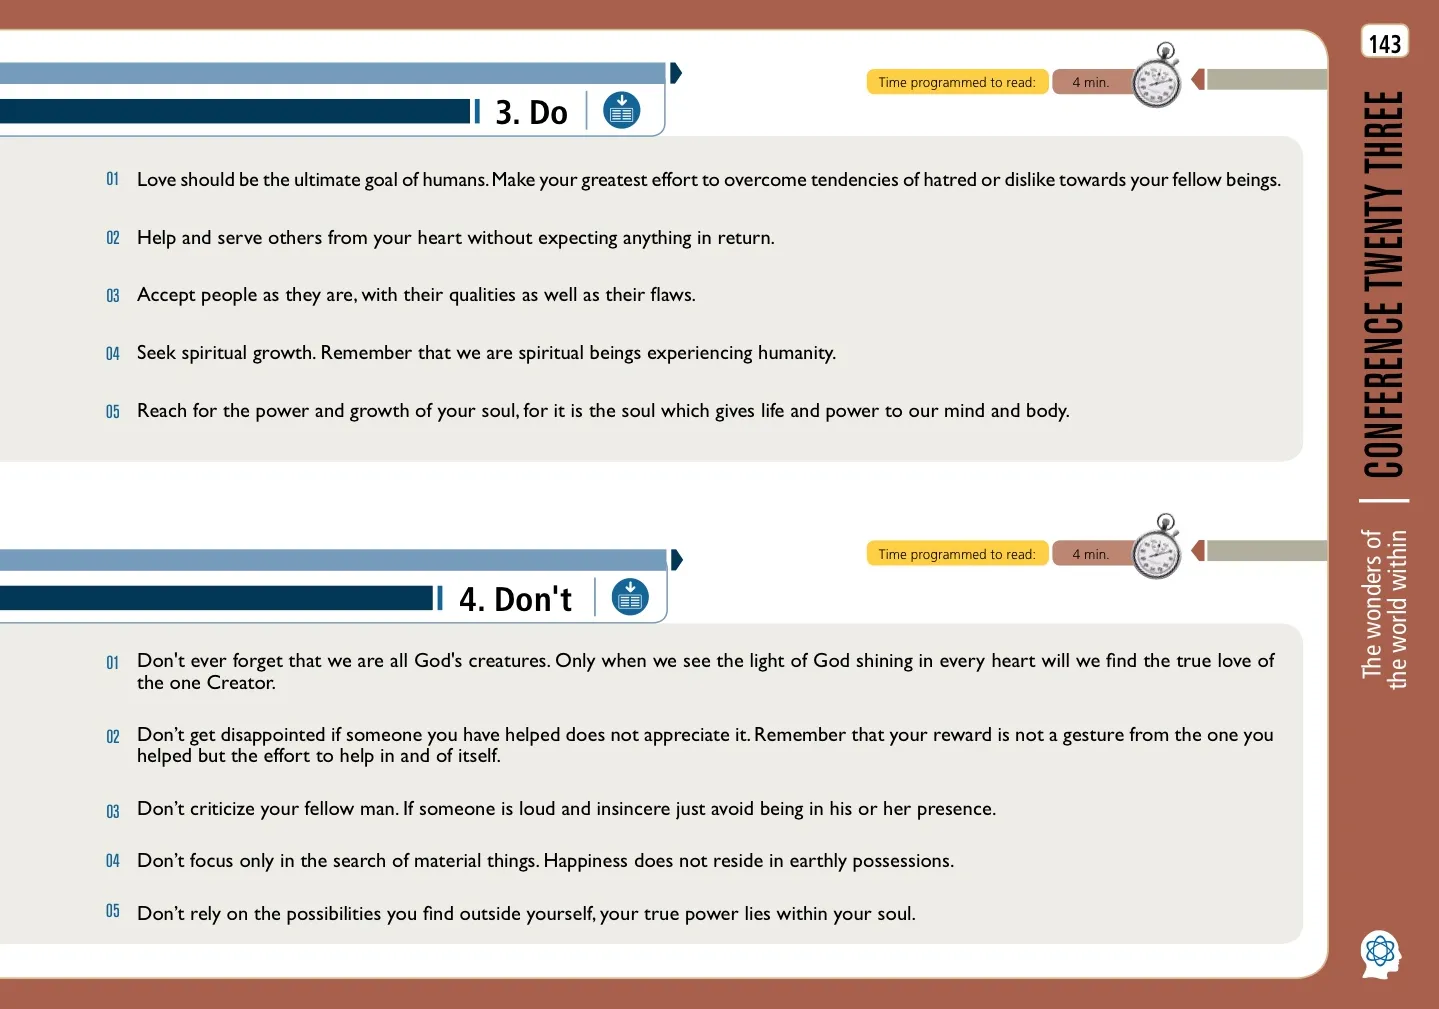 143
CONFERENCE TWENTY THREE
The wonders of
the world within
3. Do
Time programmed to read: 4 min.
01 Love should be the ultimate goal of humans. Make your greatest effort to overcome tendencies of hatred or dislike towards your fellow beings.
02 Help and serve others from your heart without expecting anything in return.
03 Accept people as they are, with their qualities as well as their flaws.
04 Seek spiritual growth. Remember that we are spiritual beings experiencing humanity.
05 Reach for the power and growth of your soul, for it is the soul which gives life and power to our mind and body.
4. Don't
Time programmed to read: 4 min.
01 Don't ever forget that we are all God's creatures. Only when we see the light of God shining in every heart will we find the true love of
the one Creator.
02 Don’t get disappointed if someone you have helped does not appreciate it. Remember that your reward is not a gesture from the one you
helped but the effort to help in and of itself.
03 Don’t criticize your fellow man. If someone is loud and insincere just avoid being in his or her presence.
04 Don’t focus only in the search of material things. Happiness does not reside in earthly possessions.
05 Don’t rely on the possibilities you find outside yourself, your true power lies within your soul.